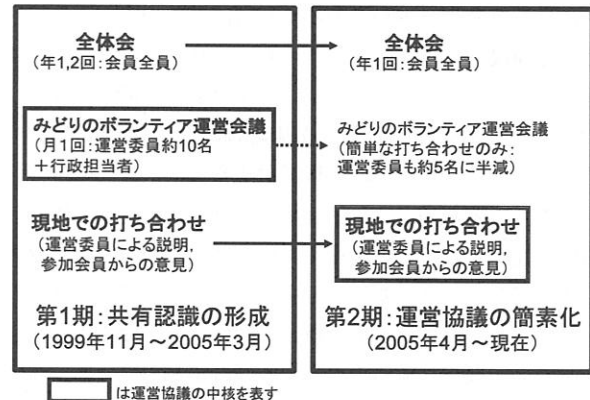 全体会
(年1,2回:会員全員)
みどりのボランティア運営会議
(月1回:運営委員約10名
+行政担当者)
現地での打ち合わせ
(運営委員による説明,
参加会員からの意見)
第1期:共有認識の形成
(1999年11月～2005年3月)
全体会
(年1回:会員全員)
みどりのボランティア運営会議
(簡単な打ち合わせのみ:
運営委員も約5名に半減)
現地での打ち合わせ
(運営委員による説明,
参加会員からの意見)
第2期:運営協議の簡素化
(2005年4月～現在)
は運営協議の中核を表す